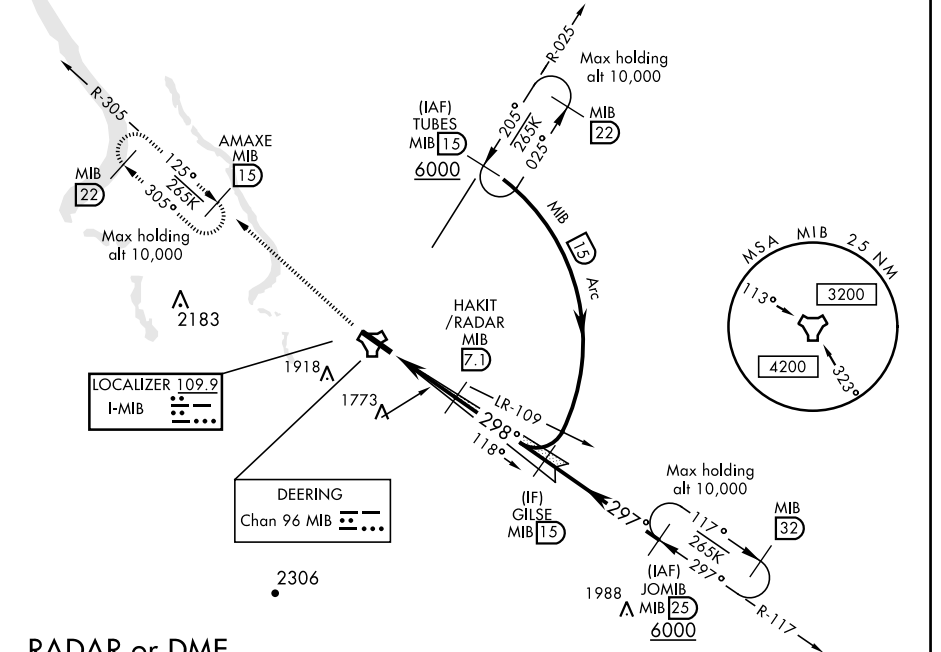 R-025
Max holding
alt 10,000
205°
265K
025°
MIB
22
(IAF)
TUBES
MIB 15
6000
R-305
AMAXE
MIB
15
125°
265K
305°
MIB
22
Max holding
alt 10,000
MIB
15
Arc
MSA MIB 25 NM
113°
3200
4200
323°
2183
HAKIT
/RADAR
MIB
7.1
1918
1773
LOCALIZER 109.9
I-MIB
LR-109
298°
118°
DEERING
Chan 96 MIB
(IF)
GILSE
MIB 15
Max holding
alt 10,000
297°
117°
265K
297°
MIB
32
(IAF)
JOMIB
MIB 25
6000
R-117
2306
1988
RADAR or DME